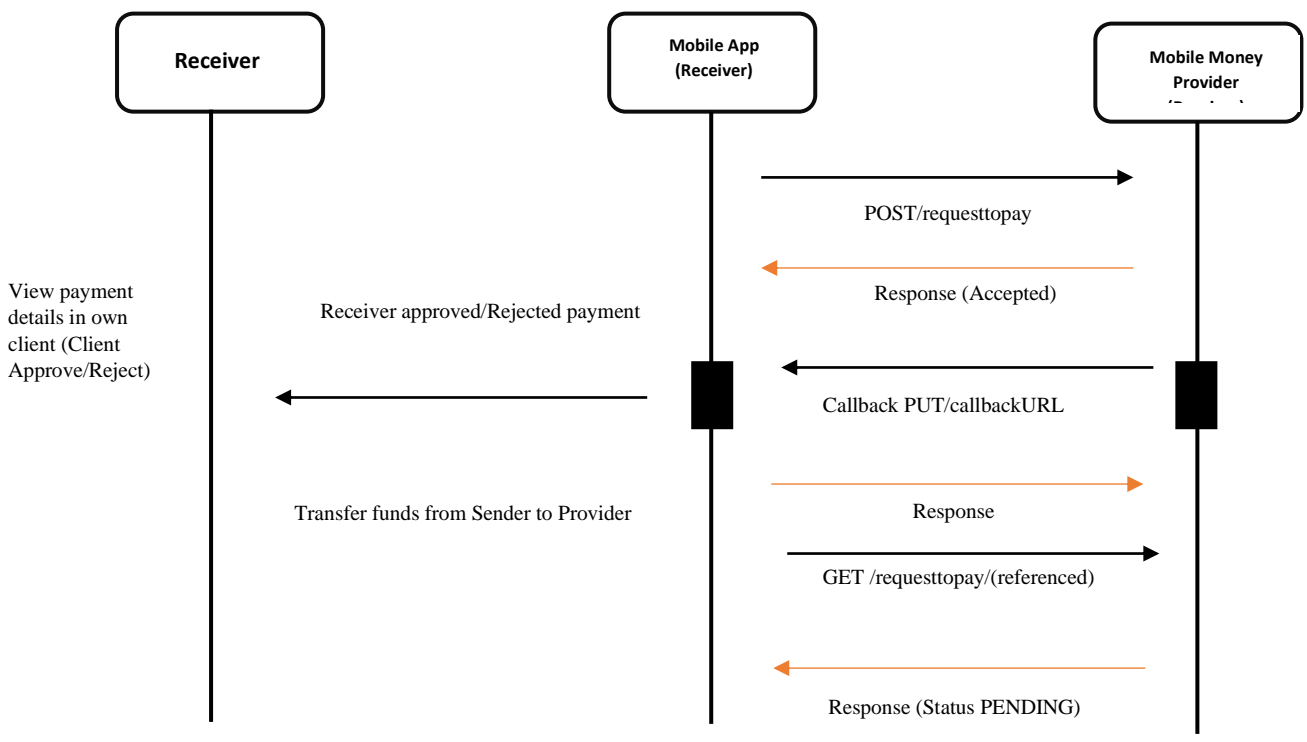 Receiver
Mobile App
(Receiver)
Mobile Money
Provider
POST/requesttopay
Response (Accepted)
View payment
details in own
client (Client
Approve/Reject)
Receiver approved/Rejected payment
Callback PUT/callbackURL
Transfer funds from Sender to Provider
Response
GET /requesttopay/(referenced)
Response (Status PENDING)